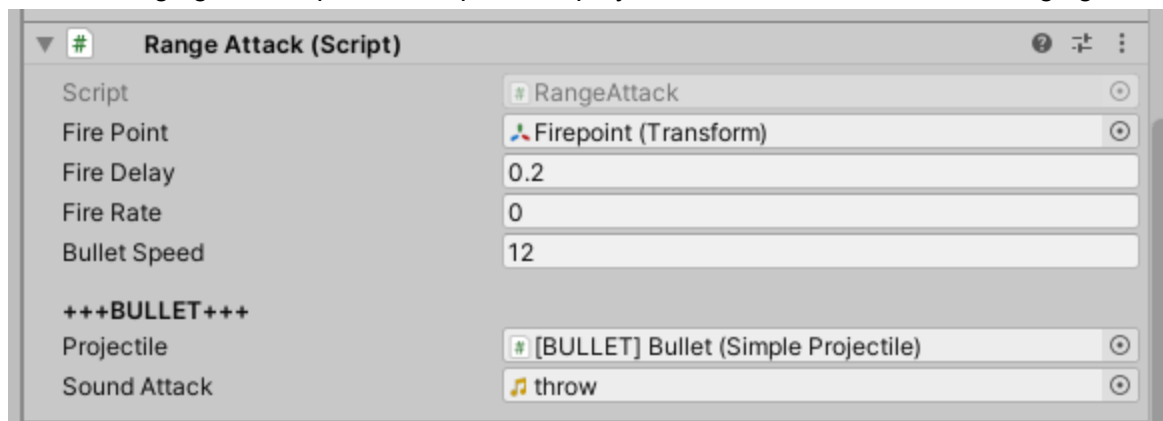 Range Attack (Script)
Script # RangeAttack
Fire Point Firepoint (Transform)
Fire Delay 0.2
Fire Rate 0
Bullet Speed 12
+++BULLET+++
Projectile # [BULLET] Bullet (Simple Projectile)
Sound Attack throw